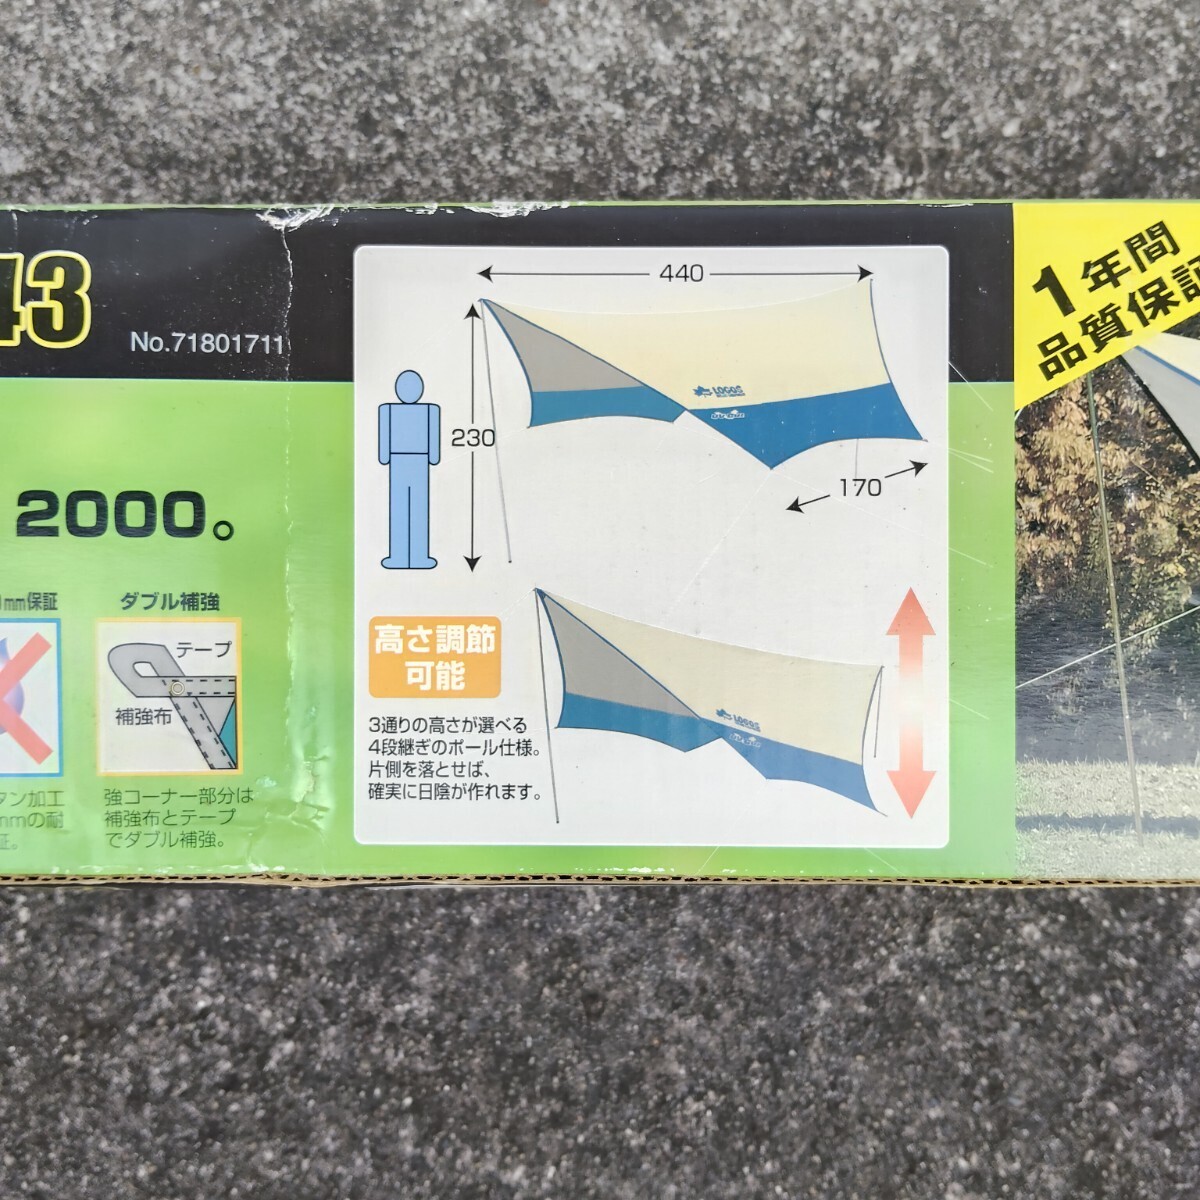 43
No.71801711
2000。
mm保証
ダブル補強
テープ
補強布
タン加工
mmの耐
証。
強コーナー部分は
補強布とテープ
でダブル補強。
440
230
170
LOGOS
高さ調節
可能
3通りの高さが選べる
4段継ぎのポール仕様。
片側を落とせば、
確実に日陰が作れます。
LOGOS
1年間
品質保証